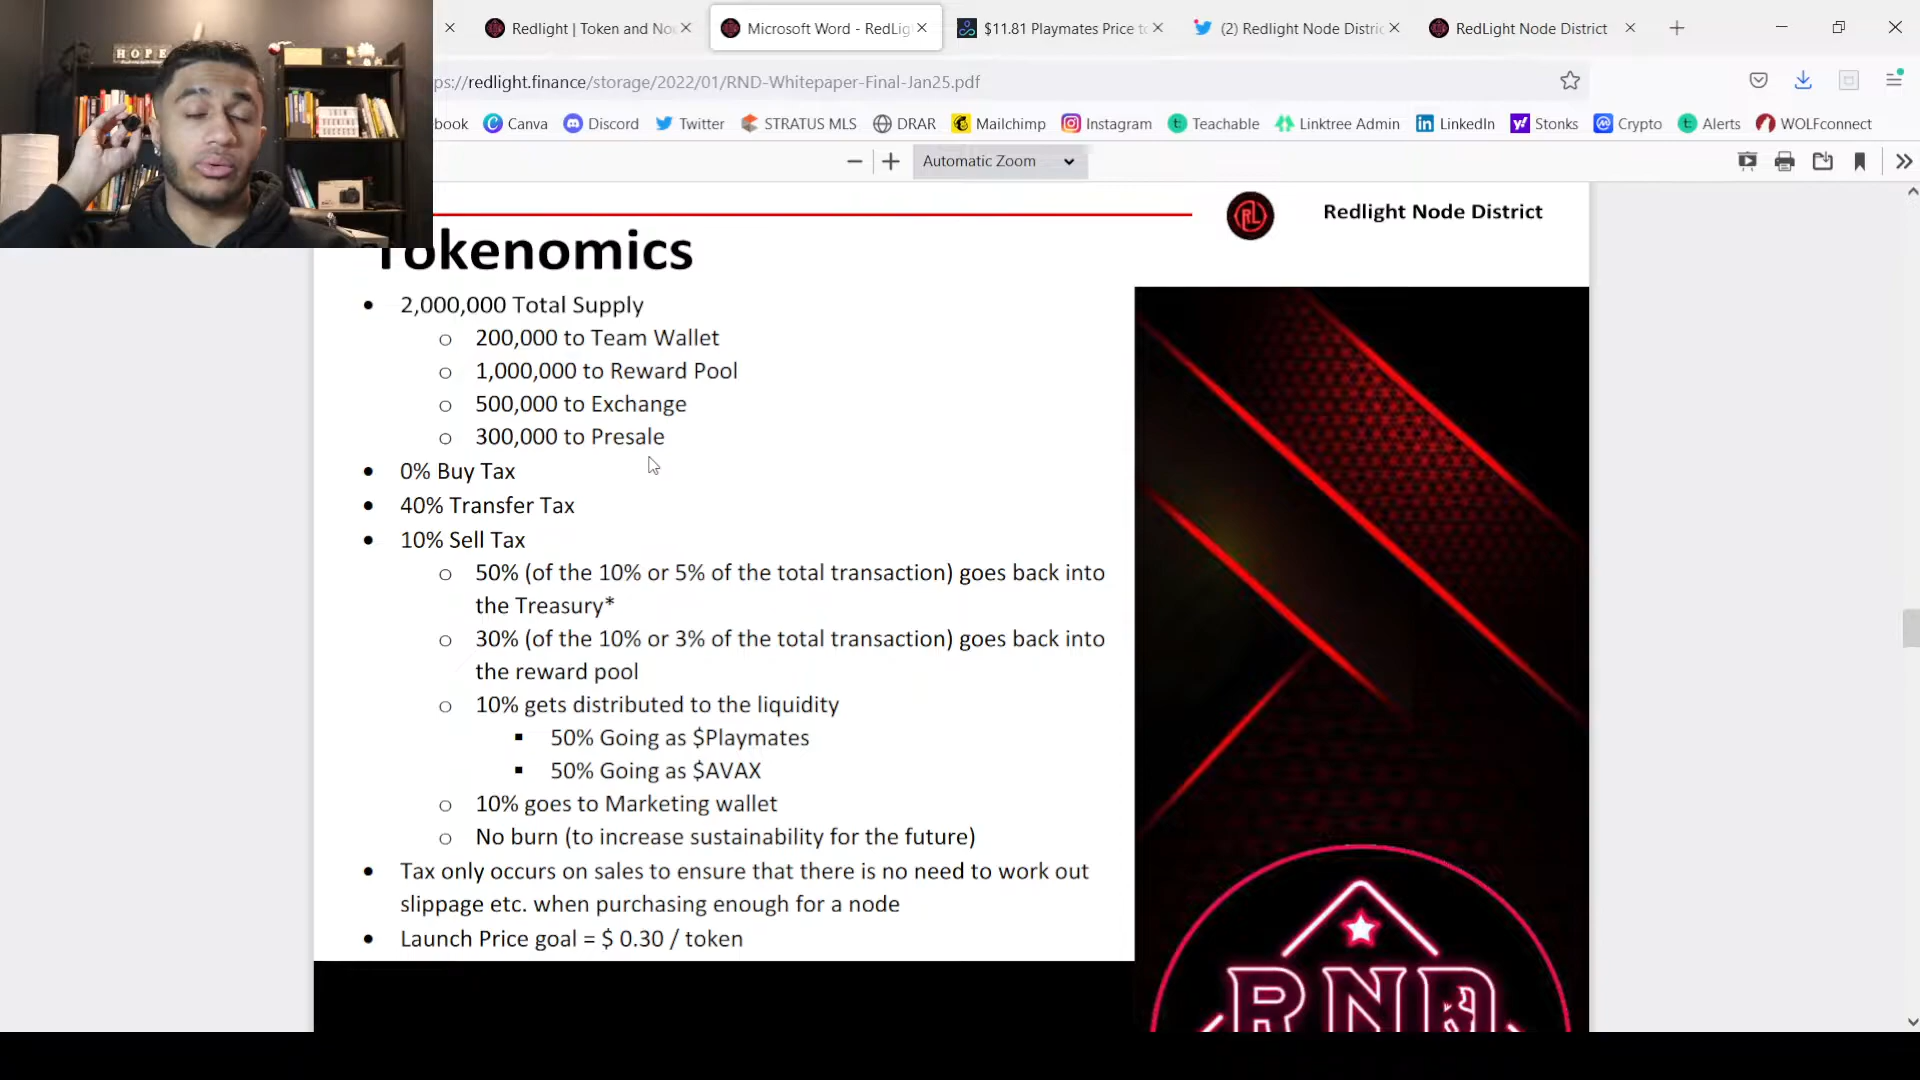 HOPE
Redlight | Token and No
Microsoft Word - RedLig
$11.81 Playmates Price to
(2) Redlight Node Distric
RedLight Node District
ps://redlight.finance/storage/2022/01/RND-Whitepaper-Final-Jan25.pdf
book
Canva
Discord
Twitter
STRATUS MLS
DRAR
Mailchimp
Instagram
Teachable
Linktree Admin
LinkedIn
Stonks
Crypto
Alerts
WOLFconnect
Automatic Zoom
RL
Redlight Node District
Tokenomics
• 2,000,000 Total Supply
o 200,000 to Team Wallet
o 1,000,000 to Reward Pool
o 500,000 to Exchange
o 300,000 to Presale
• 0% Buy Tax
• 40% Transfer Tax
• 10% Sell Tax
o 50% (of the 10% or 5% of the total transaction) goes back into
the Treasury*
o 30% (of the 10% or 3% of the total transaction) goes back into
the reward pool
o 10% gets distributed to the liquidity
▪ 50% Going as $Playmates
▪ 50% Going as $AVAX
o 10% goes to Marketing wallet
o No burn (to increase sustainability for the future)
• Tax only occurs on sales to ensure that there is no need to work out
slippage etc. when purchasing enough for a node
• Launch Price goal = $ 0.30 / token
RND